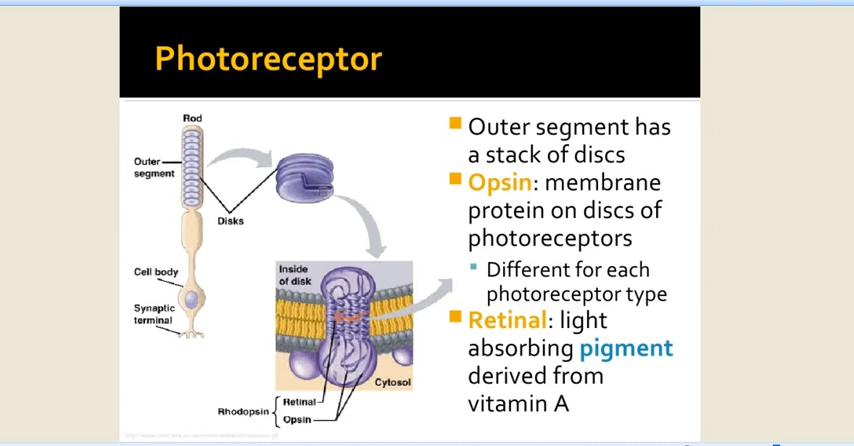 Photoreceptor
Rod
Outer
segment
Disks
Cell body
Synaptic
terminal
Inside
of disk
Cytosol
Rhodopsin
Retinal
Opsin
Outer segment has
a stack of discs
Opsin: membrane
protein on discs of
photoreceptors
Different for each
photoreceptor type
Retinal: light
absorbing pigment
derived from
vitamin A